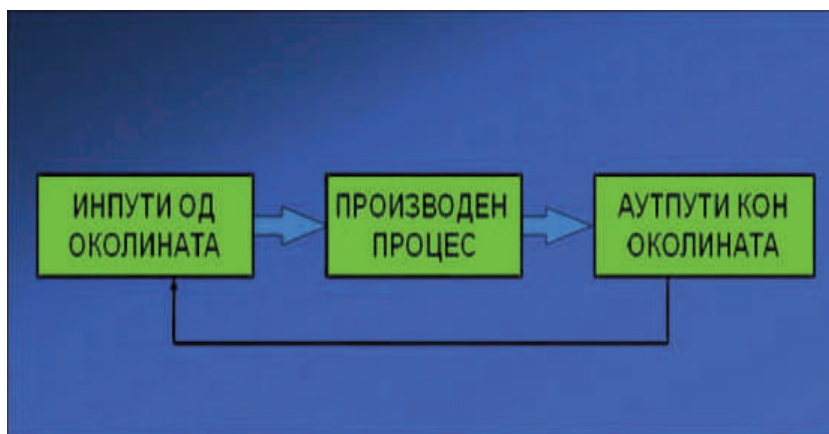 ИНПУТИ ОД
ОКОЛИНАТА
ПРОИЗВОДЕН
ПРОЦЕС
АУТПУТИ КОН
ОКОЛИНАТА